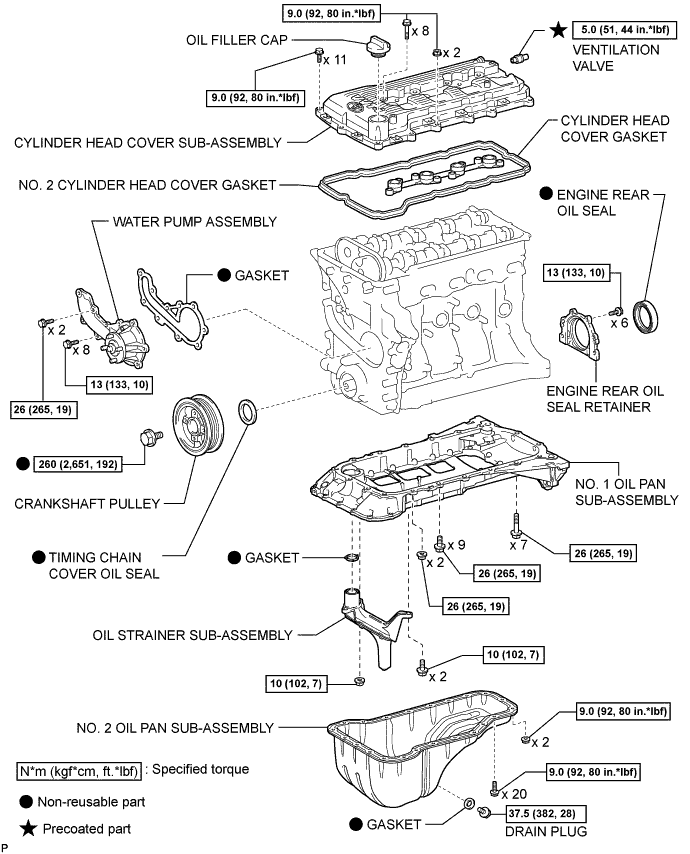 9.0 (92, 80 in.*lbf)
x 8
OIL FILLER CAP
x 2
5.0 (51, 44 in.*lbf)
VENTILATION
VALVE
x 11
9.0 (92, 80 in.*lbf)
CYLINDER HEAD COVER SUB-ASSEMBLY
CYLINDER HEAD
COVER GASKET
NO. 2 CYLINDER HEAD COVER GASKET
ENGINE REAR
OIL SEAL
WATER PUMP ASSEMBLY
GASKET
13 (133, 10)
x 2
x 8
x 6
13 (133, 10)
26 (265, 19)
ENGINE REAR OIL
SEAL RETAINER
260 (2,651, 192)
CRANKSHAFT PULLEY
NO. 1 OIL PAN
SUB-ASSEMBLY
TIMING CHAIN
COVER OIL SEAL
GASKET
x 9
x 7
x 2
26 (265, 19)
26 (265, 19)
26 (265, 19)
OIL STRAINER SUB-ASSEMBLY
10 (102, 7)
x 2
10 (102, 7)
NO. 2 OIL PAN SUB-ASSEMBLY
9.0 (92, 80 in.*lbf)
x 2
N*m (kgf*cm, ft.*lbf) : Specified torque
9.0 (92, 80 in.*lbf)
x 20
Non-reusable part
37.5 (382, 28)
GASKET
DRAIN PLUG
Precoated part
P